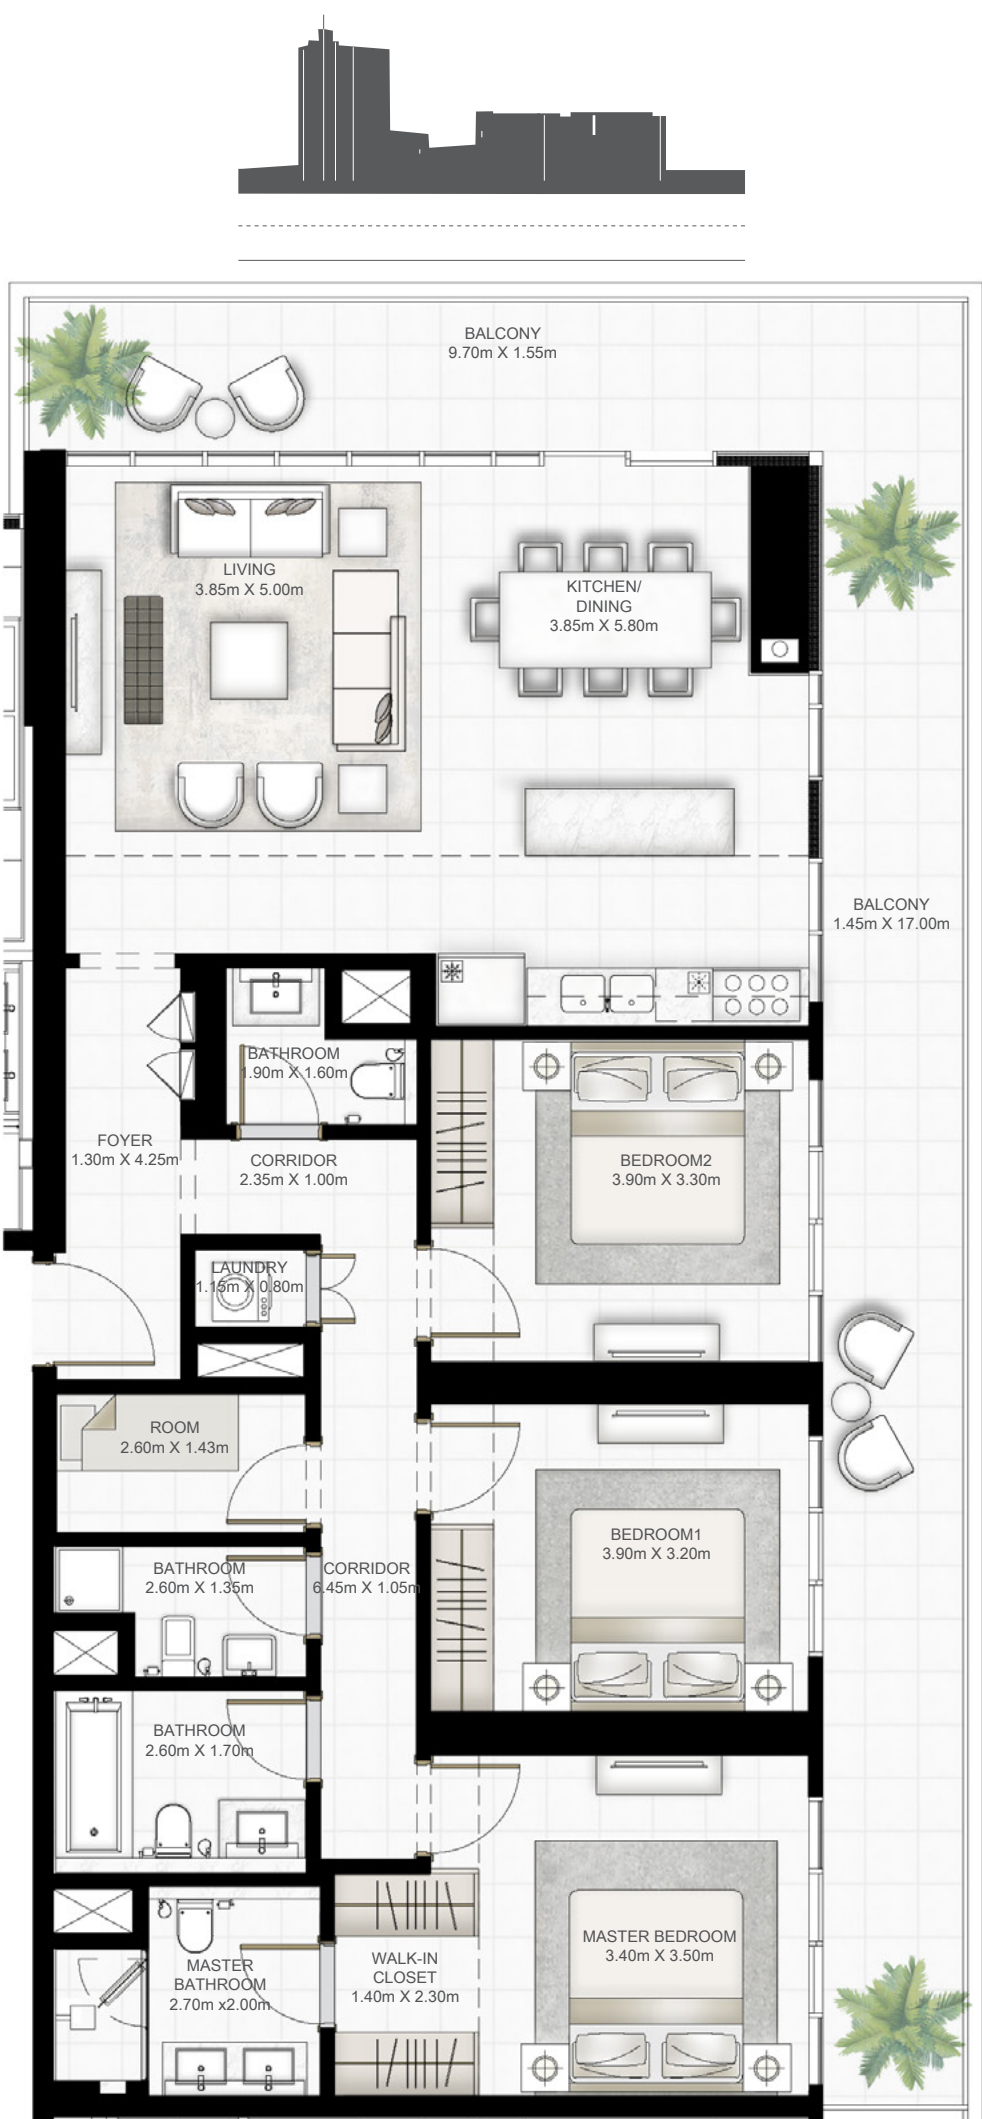 BALCONY
9.70m X 1.55m
LIVING
3.85m X 5.00m
KITCHEN/
DINING
3.85m X 5.80m
BALCONY
1.45m X 17.00m
BATHROOM
1.90m X 1.60m
FOYER
1.30m X 4.25m
CORRIDOR
2.35m X 1.00m
BEDROOM2
3.90m X 3.30m
LAUNDRY
1.15m X 0.80m
ROOM
2.60m X 1.43m
BEDROOM1
3.90m X 3.20m
BATHROOM
2.60m X 1.35m
CORRIDOR
6.45m X 1.05m
BATHROOM
2.60m X 1.70m
MASTER BEDROOM
3.40m X 3.50m
WALK-IN
CLOSET
1.40m X 2.30m
MASTER
BATHROOM
2.70m x2.00m